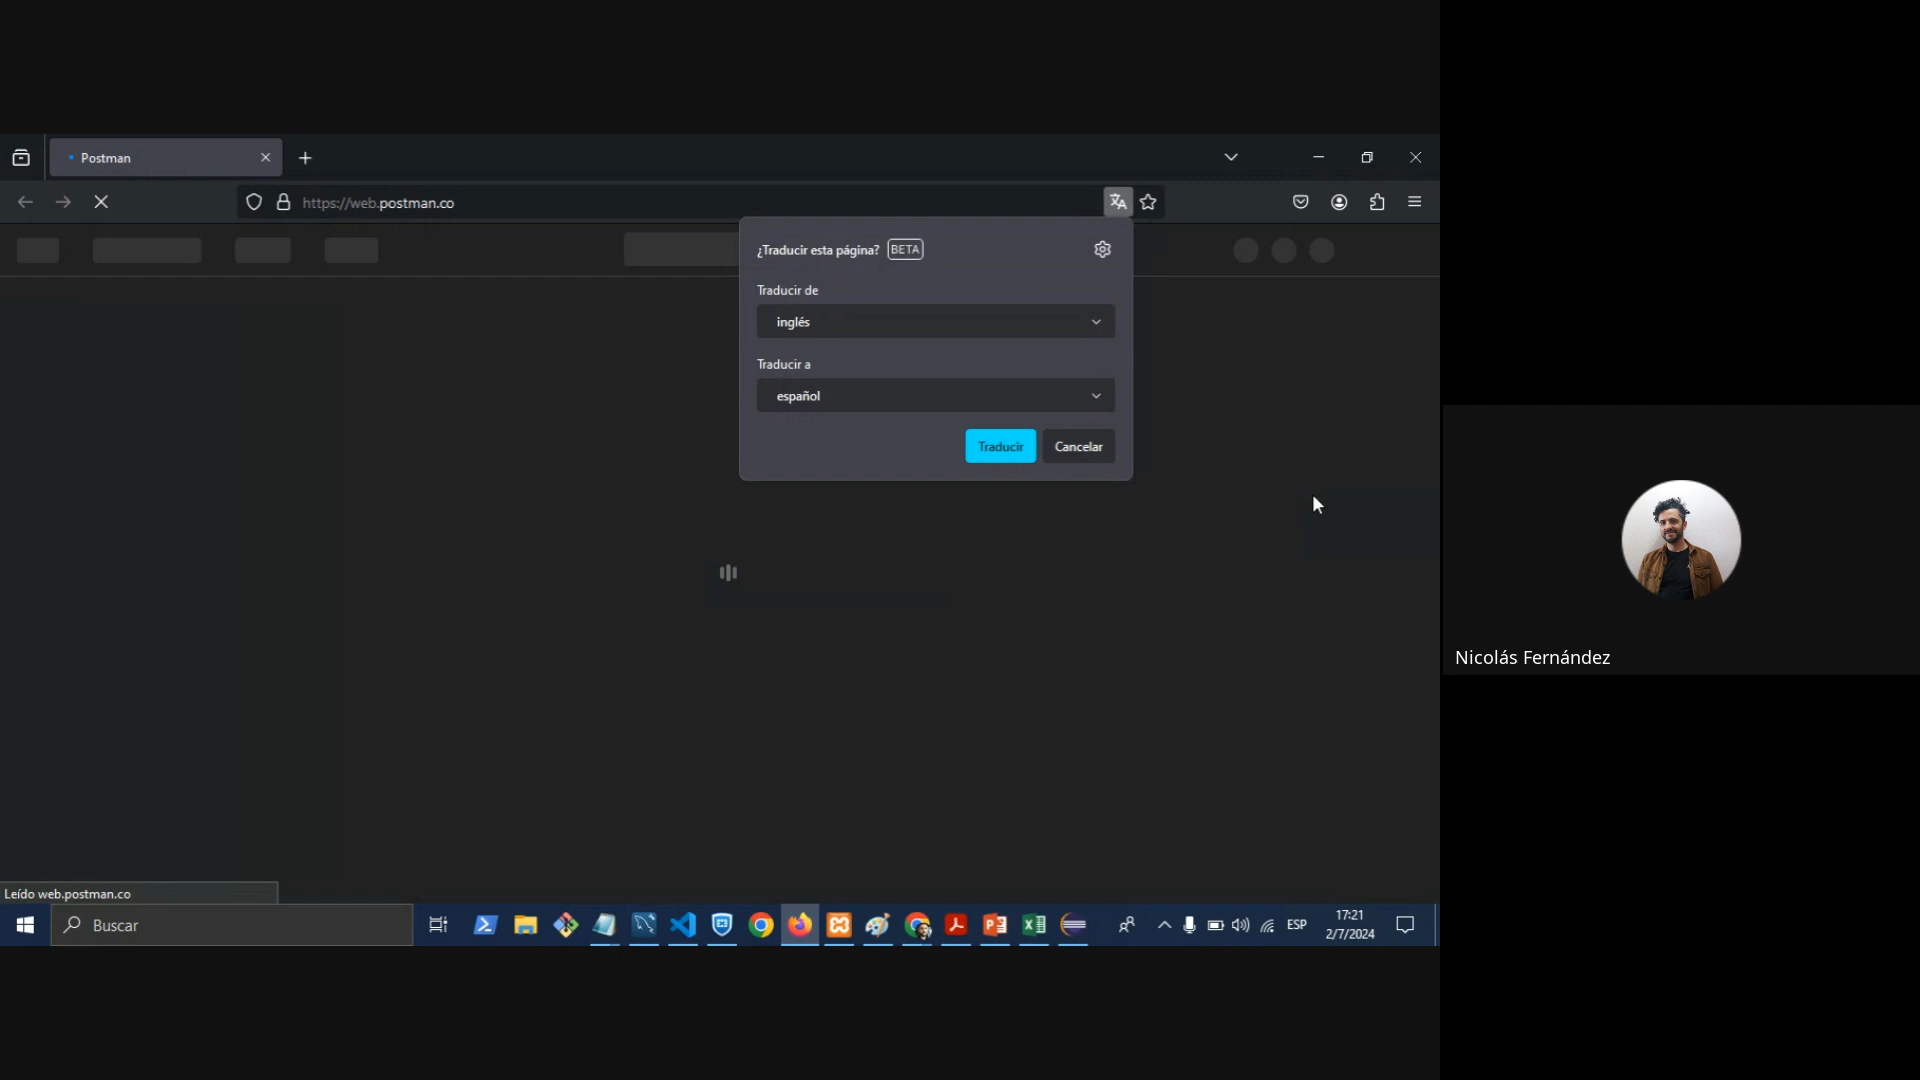 Postman
https://web.postman.co
¿Traducir esta página? BETA
Traducir de
inglés
Traducir a
español
Traducir Cancelar
Nicolás Fernández
Leído web.postman.co
Buscar
ESP
17:21
2/7/2024